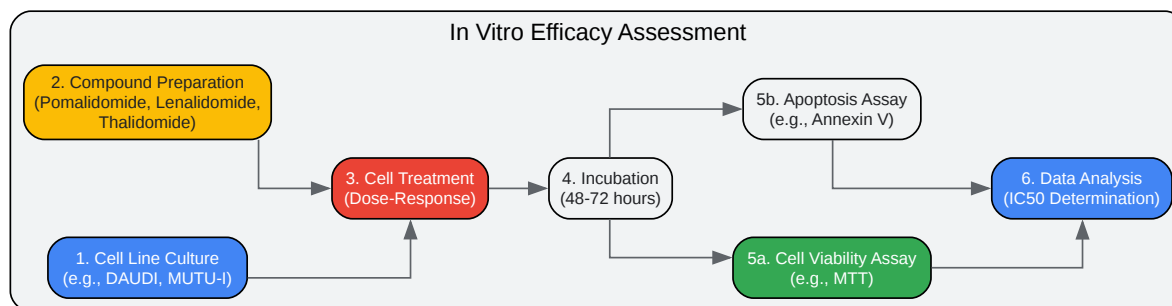 In Vitro Efficacy Assessment
2. Compound Preparation
(Pomalidomide, Lenalidomide,
Thalidomide)
5b. Apoptosis Assay
(e.g., Annexin V)
3. Cell Treatment
(Dose-Response)
4. Incubation
(48-72 hours)
6. Data Analysis
(IC50 Determination)
1. Cell Line Culture
(e.g., DAUDI, MUTU-I)
5a. Cell Viability Assay
(e.g., MTT)